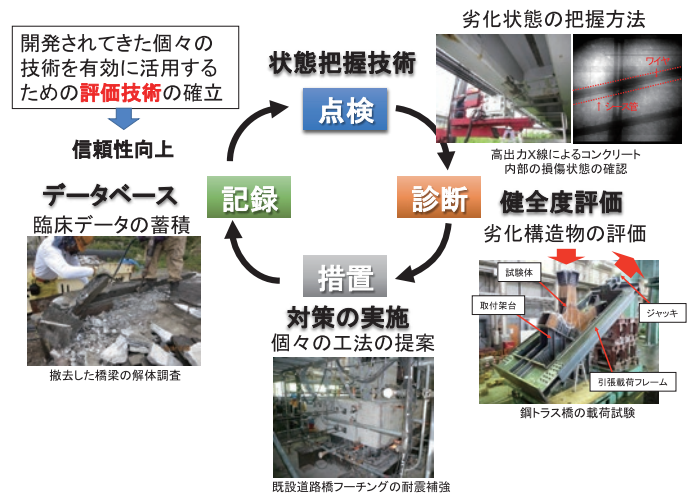 開発されてきた個々の
技術を有効に活用する
ための評価技術の確立
信頼性向上
状態把握技術
点検
劣化状態の把握方法
ワイヤ
シース管
高出力X線によるコンクリート
内部の損傷状態の確認
診断
健全度評価
劣化構造物の評価
試験体
取付架台
ジャッキ
引張載荷フレーム
鋼トラス橋の載荷試験
措置
対策の実施
個々の工法の提案
既設道路橋フーチングの耐震補強
記録
データベース
臨床データの蓄積
撤去した橋梁の解体調査